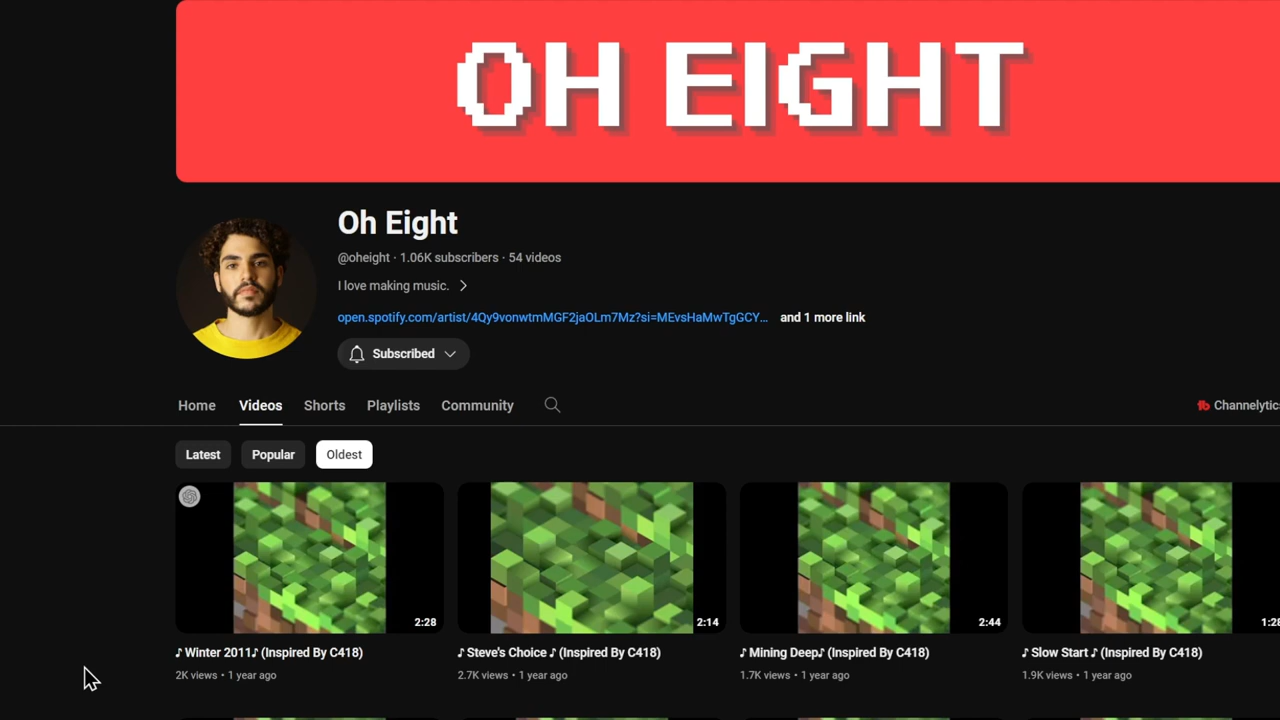 OH EIGHT
Oh Eight
@oheight · 1.06K subscribers · 54 videos
I love making music.
open.spotify.com/artist/4Qy9vonwtmMGF2jaOLm7Mz?si=MEvsHaMwTgGCY... and 1 more link
Subscribed
Home Videos Shorts Playlists Community
Channelytics
Latest Popular Oldest
2:28 2:14 2:44 1:28
♪ Winter 2011♪ (Inspired By C418) ♪ Steve's Choice ♪ (Inspired By C418) ♪ Mining Deep♪ (Inspired By C418) ♪ Slow Start ♪ (Inspired By C418)
2K views • 1 year ago 2.7K views • 1 year ago 1.7K views • 1 year ago 1.9K views • 1 year ago